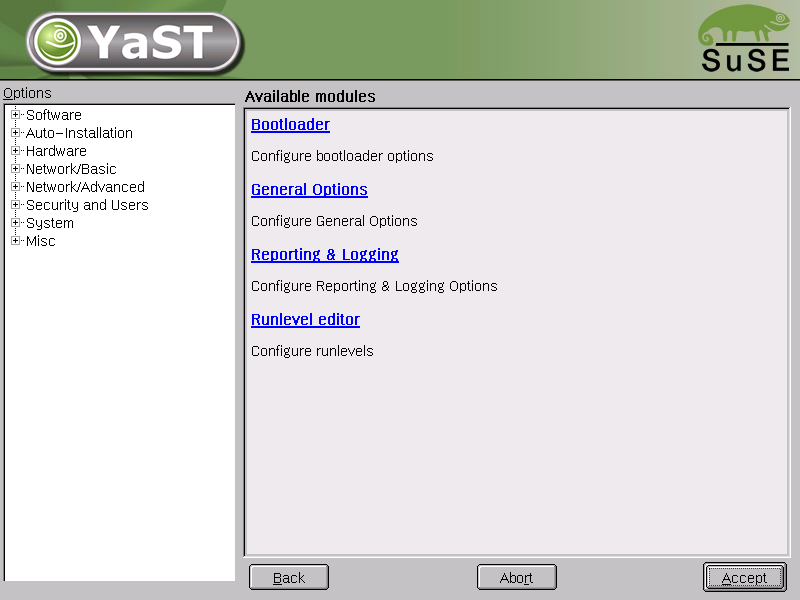 YaST
SuSE
Options
Software
Auto-Installation
Hardware
Network/Basic
Network/Advanced
Security and Users
System
Misc
Available modules
Bootloader
Configure bootloader options
General Options
Configure General Options
Reporting & Logging
Configure Reporting & Logging Options
Runlevel editor
Configure runlevels
Back
Abort
Accept